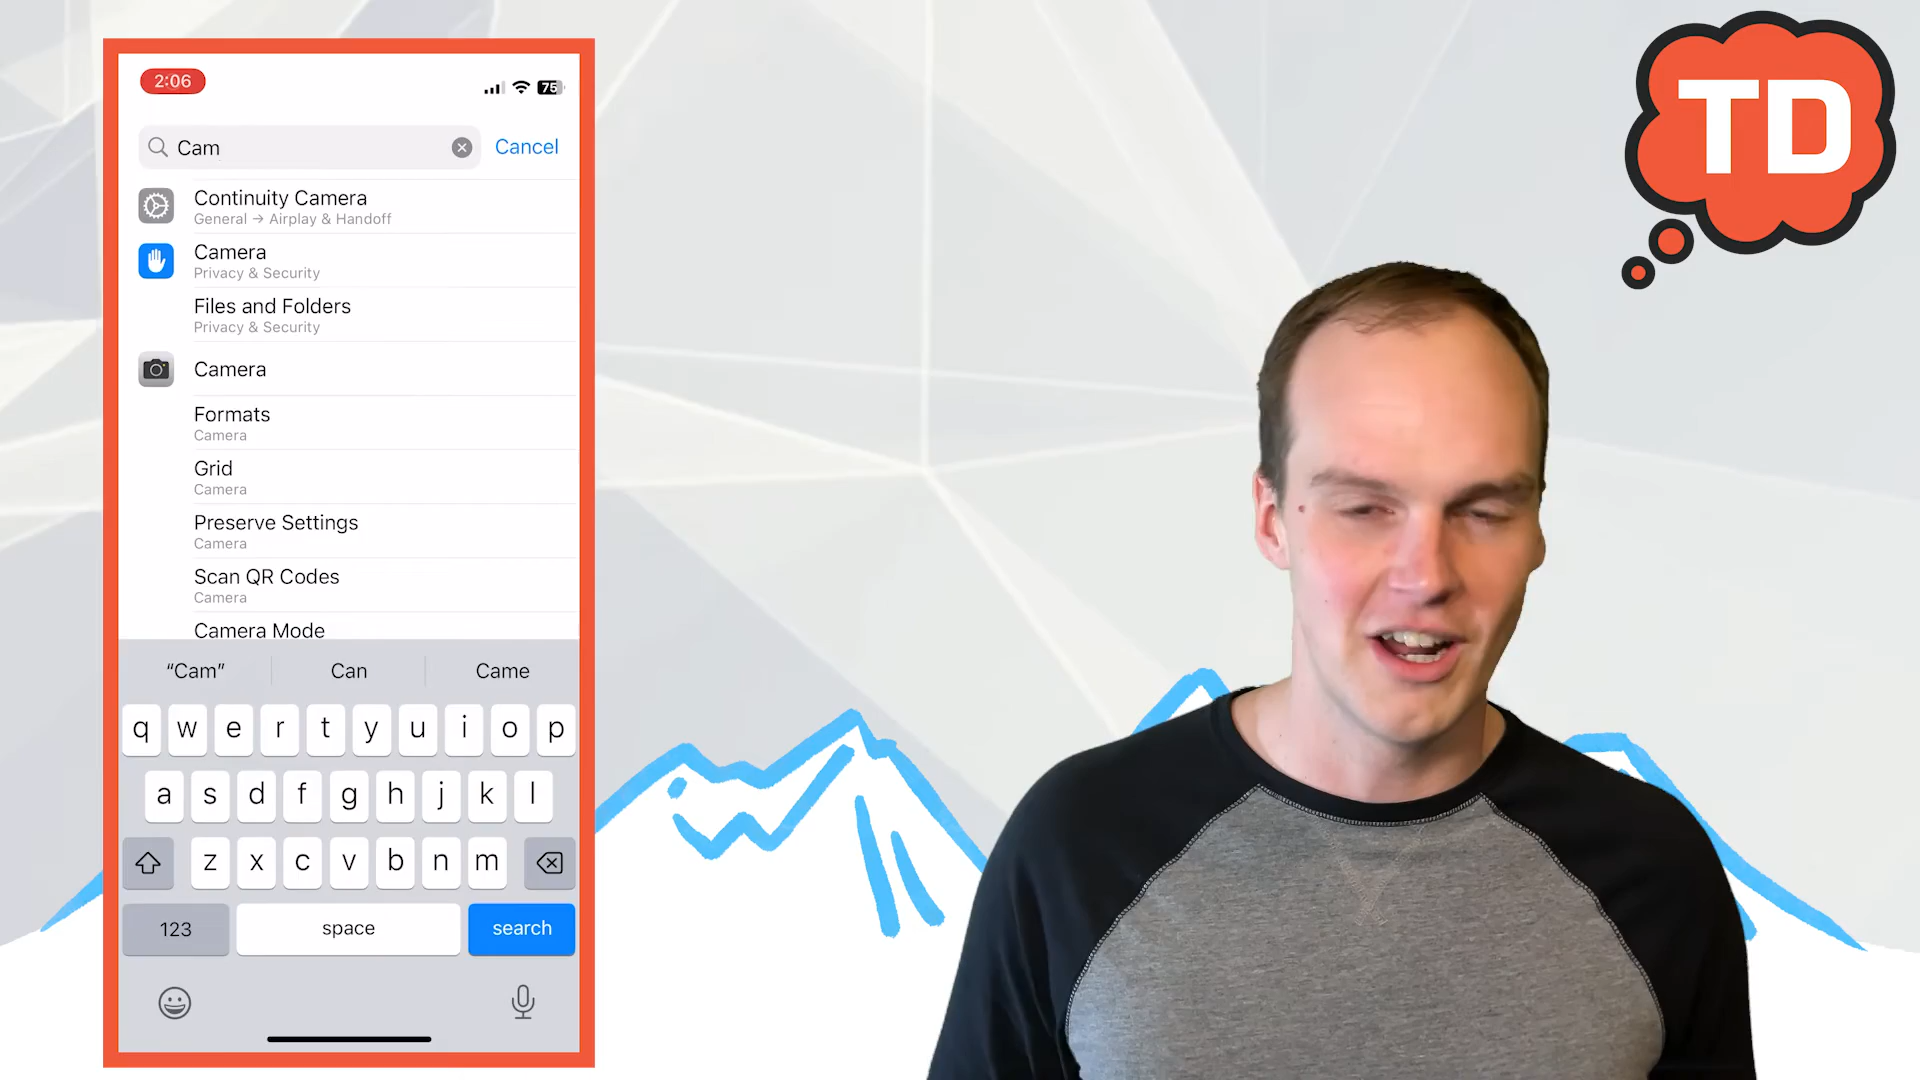 2:06
75
Cam
Cancel
Continuity Camera
General → Airplay & Handoff
Camera
Privacy & Security
Files and Folders
Privacy & Security
Camera
Formats
Camera
Grid
Camera
Preserve Settings
Camera
Scan QR Codes
Camera
Camera Mode
“Cam” Can Came
q w e r t y u i o p
a s d f g h j k l
z x c v b n m
123 space search
TD